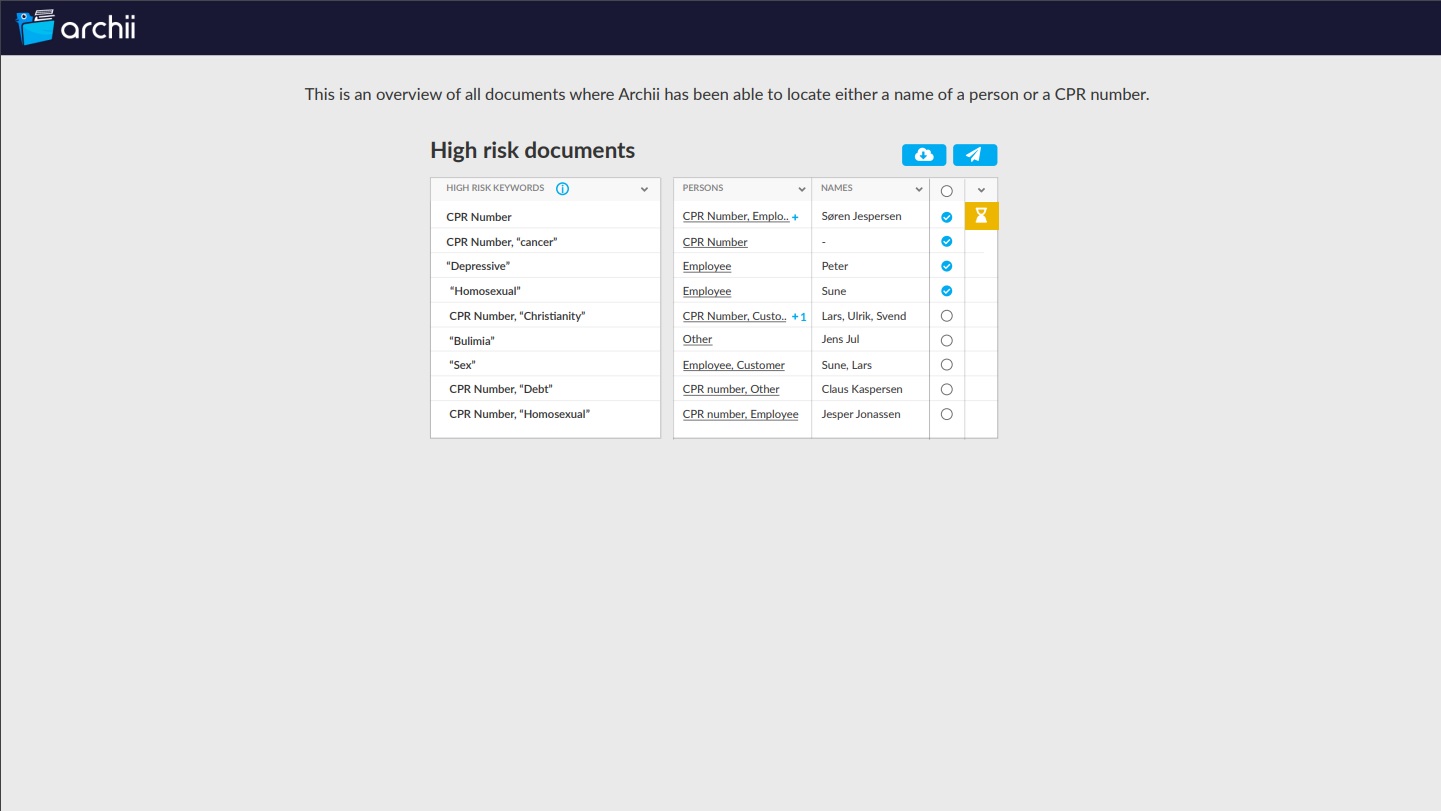 archii
This is an overview of all documents where Archii has been able to locate either a name of a person or a CPR number.
High risk documents
HIGH RISK KEYWORDS PERSONS NAMES
CPR Number CPR Number, Emplo.. + Søren Jespersen
CPR Number, “cancer” CPR Number -
“Depressive” Employee Peter
“Homosexual” Employee Sune
CPR Number, “Christianity” CPR Number, Custo.. +1 Lars, Ulrik, Svend
“Bulimia” Other Jens Jul
“Sex” Employee, Customer Sune, Lars
CPR Number, “Debt” CPR number, Other Claus Kaspersen
CPR Number, “Homosexual” CPR number, Employee Jesper Jonassen